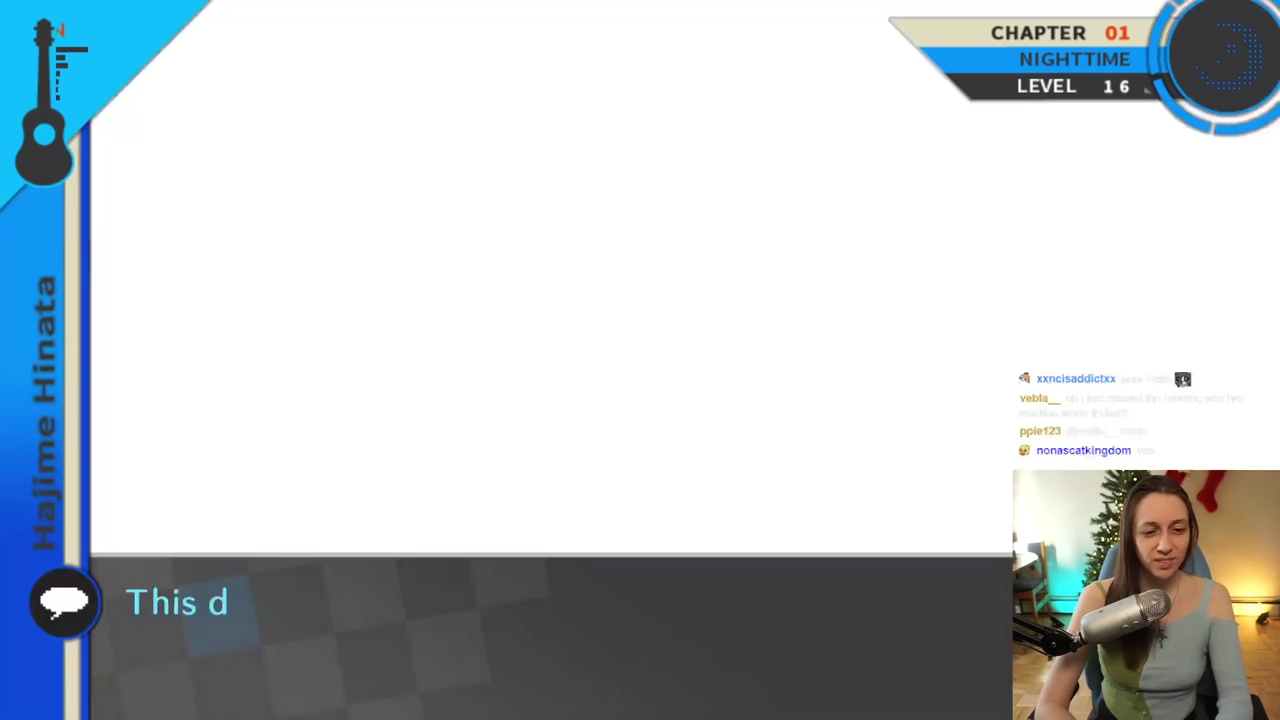 CHAPTER 01
NIGHTTIME
LEVEL 16
Hajime Hinata
xxncisaddictxx
vebla__
ppie123
nonascatkingdom
This d